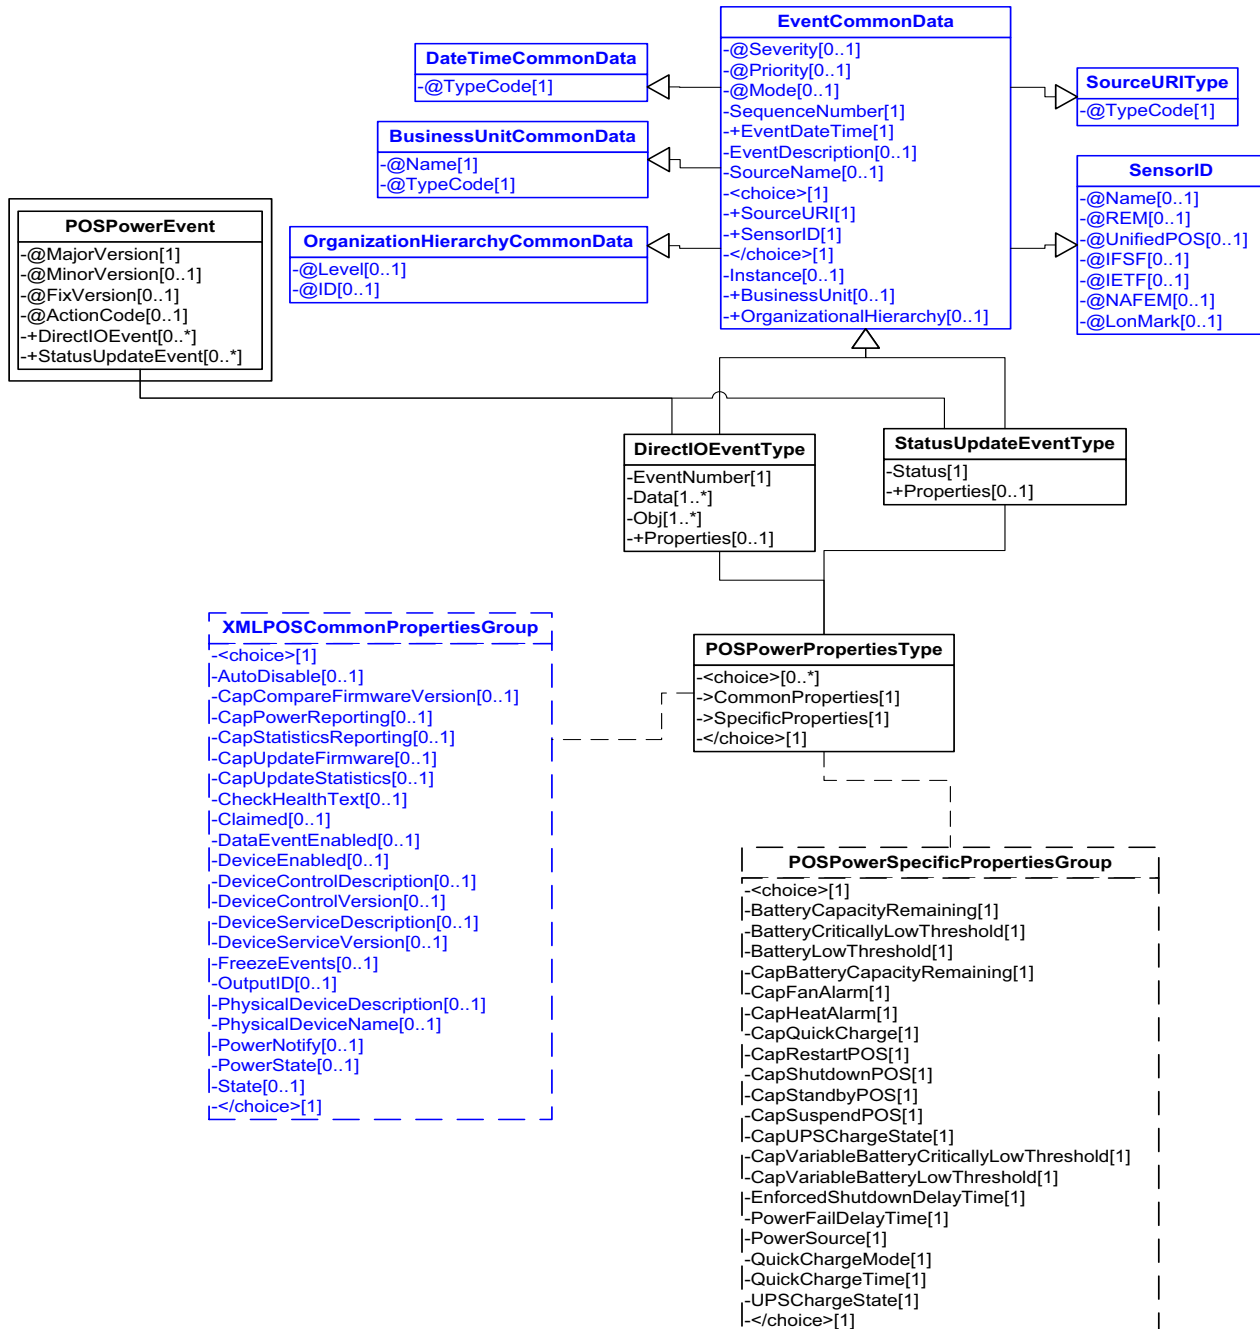 EventCommonData
-@Severity[0..1]
-@Priority[0..1]
-@Mode[0..1]
-SequenceNumber[1]
-+EventDateTime[1]
-EventDescription[0..1]
-SourceName[0..1]
-<choice>[1]
-+SourceURI[1]
-+SensorID[1]
-</choice>[1]
-Instance[0..1]
-+BusinessUnit[0..1]
-+OrganizationalHierarchy[0..1]
DateTimeCommonData
-@TypeCode[1]
SourceURIType
-@TypeCode[1]
BusinessUnitCommonData
-@Name[1]
-@TypeCode[1]
SensorID
-@Name[0..1]
-@REM[0..1]
-@UnifiedPOS[0..1]
-@IFSF[0..1]
-@IETF[0..1]
-@NAFEM[0..1]
-@LonMark[0..1]
POSPowerEvent
-@MajorVersion[1]
-@MinorVersion[0..1]
-@FixVersion[0..1]
-@ActionCode[0..1]
-+DirectIOEvent[0..*]
-+StatusUpdateEvent[0..*]
OrganizationHierarchyCommonData
-@Level[0..1]
-@ID[0..1]
DirectIOEventType
-EventNumber[1]
-Data[1..*]
-Obj[1..*]
-+Properties[0..1]
StatusUpdateEventType
-Status[1]
-+Properties[0..1]
XMLPOSCommonPropertiesGroup
-<choice>[1]
-AutoDisable[0..1]
-CapCompareFirmwareVersion[0..1]
-CapPowerReporting[0..1]
-CapStatisticsReporting[0..1]
-CapUpdateFirmware[0..1]
-CapUpdateStatistics[0..1]
-CheckHealthText[0..1]
-Claimed[0..1]
-DataEventEnabled[0..1]
-DeviceEnabled[0..1]
-DeviceControlDescription[0..1]
-DeviceControlVersion[0..1]
-DeviceServiceDescription[0..1]
-DeviceServiceVersion[0..1]
-FreezeEvents[0..1]
-OutputID[0..1]
-PhysicalDeviceDescription[0..1]
-PhysicalDeviceName[0..1]
-PowerNotify[0..1]
-PowerState[0..1]
-State[0..1]
-</choice>[1]
POSPowerPropertiesType
-<choice>[0..*]
->CommonProperties[1]
->SpecificProperties[1]
-</choice>[1]
POSPowerSpecificPropertiesGroup
-<choice>[1]
-BatteryCapacityRemaining[1]
-BatteryCriticallyLowThreshold[1]
-BatteryLowThreshold[1]
-CapBatteryCapacityRemaining[1]
-CapFanAlarm[1]
-CapHeatAlarm[1]
-CapQuickCharge[1]
-CapRestartPOS[1]
-CapShutdownPOS[1]
-CapStandbyPOS[1]
-CapSuspendPOS[1]
-CapUPSChargeState[1]
-CapVariableBatteryCriticallyLowThreshold[1]
-CapVariableBatteryLowThreshold[1]
-EnforcedShutdownDelayTime[1]
-PowerFailDelayTime[1]
-PowerSource[1]
-QuickChargeMode[1]
-QuickChargeTime[1]
-UPSChargeState[1]
-</choice>[1]